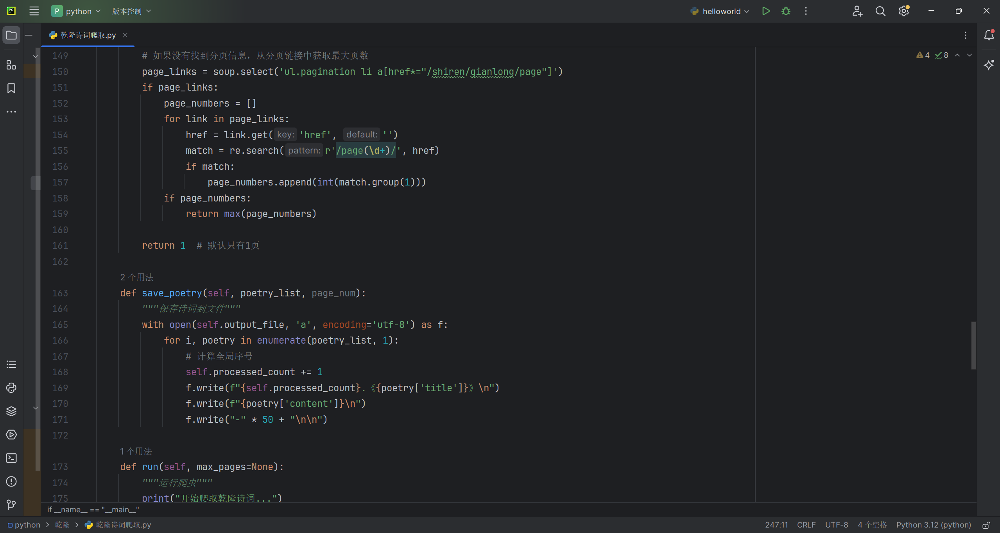 PC
P python 版本控制 helloworld
乾隆诗词爬取.py
4 8
149 # 如果没有找到分页信息，从分页链接中获取最大页数
150 page_links = soup.select('ul.pagination li a[href*="/shiren/qianlong/page"]')
151 if page_links:
152 page_numbers = []
153 for link in page_links:
154 href = link.get( key: 'href', default: '')
155 match = re.search( pattern: r'/page(\d+)/', href)
156 if match:
157 page_numbers.append(int(match.group(1)))
158 if page_numbers:
159 return max(page_numbers)
160
161 return 1 # 默认只有1页
162
2 个用法
163 def save_poetry(self, poetry_list, page_num):
164 """保存诗词到文件"""
165 with open(self.output_file, 'a', encoding='utf-8') as f:
166 for i, poetry in enumerate(poetry_list, 1):
167 # 计算全局序号
168 self.processed_count += 1
169 f.write(f"{self.processed_count}.《{poetry['title']}》\n")
170 f.write(f"{poetry['content']}\n")
171 f.write("-" * 50 + "\n\n")
172
1 个用法
173 def run(self, max_pages=None):
174 """运行爬虫"""
175 print("开始爬取乾隆诗词...")
if __name__ == "__main__"
python > 乾隆 > 乾隆诗词爬取.py 247:11 CRLF UTF-8 4 个空格 Python 3.12 (python)